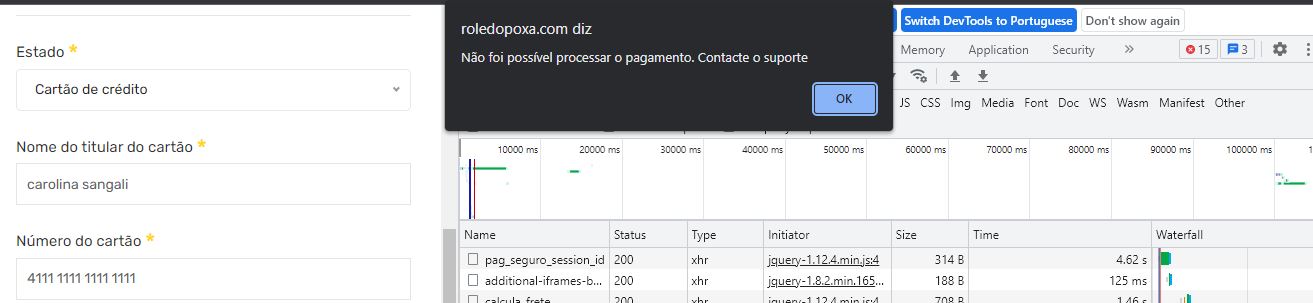 Estado *
Cartão de crédito
Nome do titular do cartão *
carolina sangali
Número do cartão *
4111 1111 1111 1111
roledopoxa.com diz
Não foi possível processar o pagamento. Contacte o suporte
OK
Switch DevTools to Portuguese Don't show again
Memory Application Security » 15 3
JS CSS Img Media Font Doc WS Wasm Manifest Other
10000 ms 20000 ms 30000 ms 40000 ms 50000 ms 60000 ms 70000 ms 80000 ms 90000 ms 100000 ms
Name Status Type Initiator Size Time Waterfall
pag_seguro_session_id 200 xhr jquery-1.12.4.min.js:4 314 B 4.62 s
additional-iframes-b... 200 xhr jquery-1.8.2.min.165... 188 B 125 ms
calcula_frete 200 xhr jquery-1.12.4.min.js:4 708 B 1.46 s